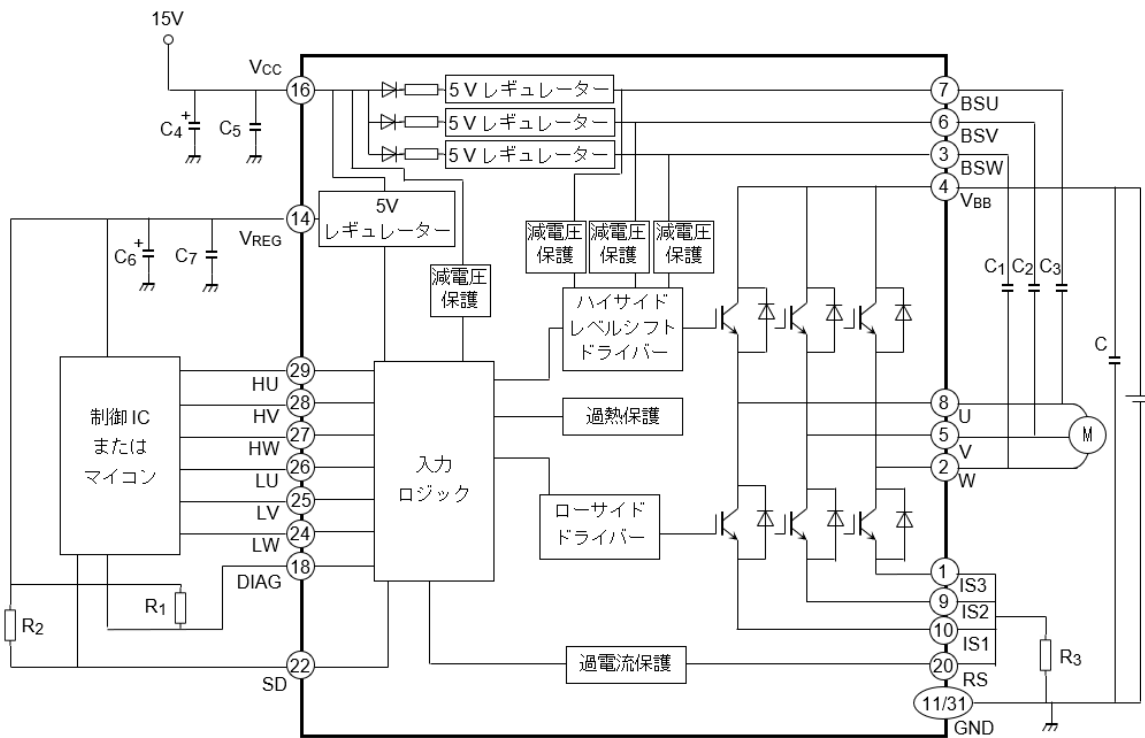 15V
VCC
16
5 V レギュレーター
7
BSU
C4
+
C5
5 V レギュレーター
6
BSV
5 V レギュレーター
3
BSW
4
VBB
14
VREG
5V
レギュレーター
C6
+
C7
減電圧
保護
減電圧
保護
減電圧
保護
減電圧
保護
ハイサイド
レベルシフト
ドライバー
C1
C2
C3
C
制御 IC
または
マイコン
29
HU
28
HV
27
HW
26
LU
25
LV
24
LW
18
DIAG
入力
ロジック
過熱保護
ローサイド
ドライバー
8
U
5
V
2
W
M
1
IS3
9
IS2
10
IS1
20
RS
R1
R2
R3
22
SD
過電流保護
11/31
GND